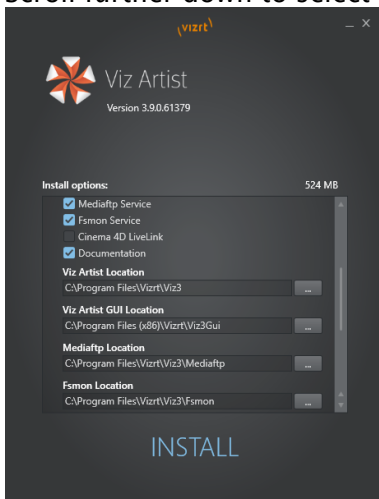 Scroll further down to select
(vizrt)
Viz Artist
Version 3.9.0.61379
Install options: 524 MB
Mediaftp Service
Fsmon Service
Cinema 4D LiveLink
Documentation
Viz Artist Location
C:\Program Files\Vizrt\Viz3
...
Viz Artist GUI Location
C:\Program Files (x86)\Vizrt\Viz3Gui
...
Mediaftp Location
C:\Program Files\Vizrt\Viz3\Mediaftp
...
Fsmon Location
C:\Program Files\Vizrt\Viz3\Fsmon
...
INSTALL